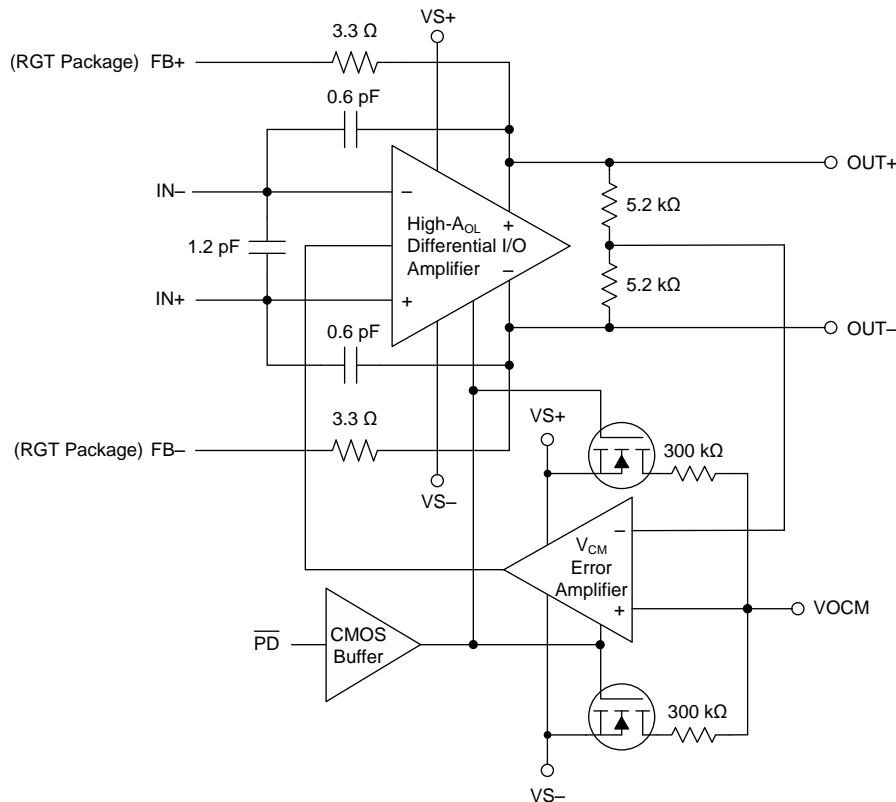 VS+
3.3 Ω
(RGT Package) FB+
0.6 pF
OUT+
IN–
–
5.2 kΩ
High-AOL
Differential I/O
Amplifier
+
–
1.2 pF
5.2 kΩ
IN+
+
OUT–
0.6 pF
3.3 Ω
VS+
300 kΩ
(RGT Package) FB–
VS–
–
VCM
Error
Amplifier
+
VOCM
PD
CMOS
Buffer
300 kΩ
VS–